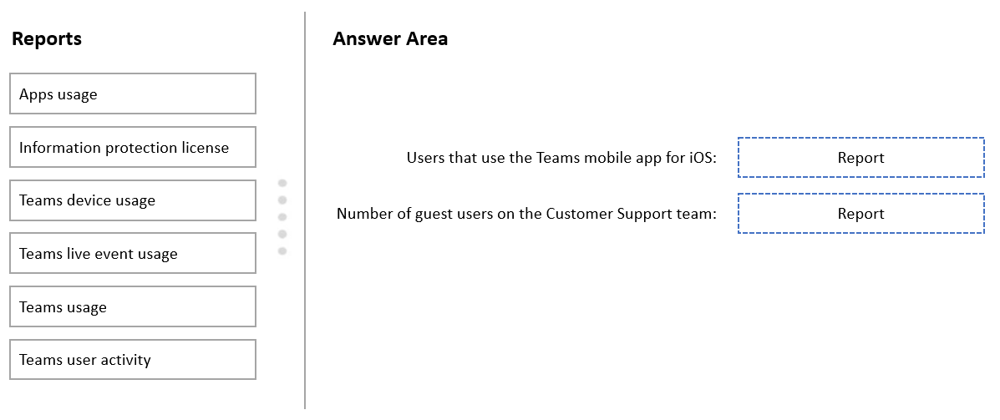 Reports
Apps usage
Information protection license
Teams device usage
Teams live event usage
Teams usage
Teams user activity
Answer Area
Users that use the Teams mobile app for iOS:
Report
Number of guest users on the Customer Support team:
Report